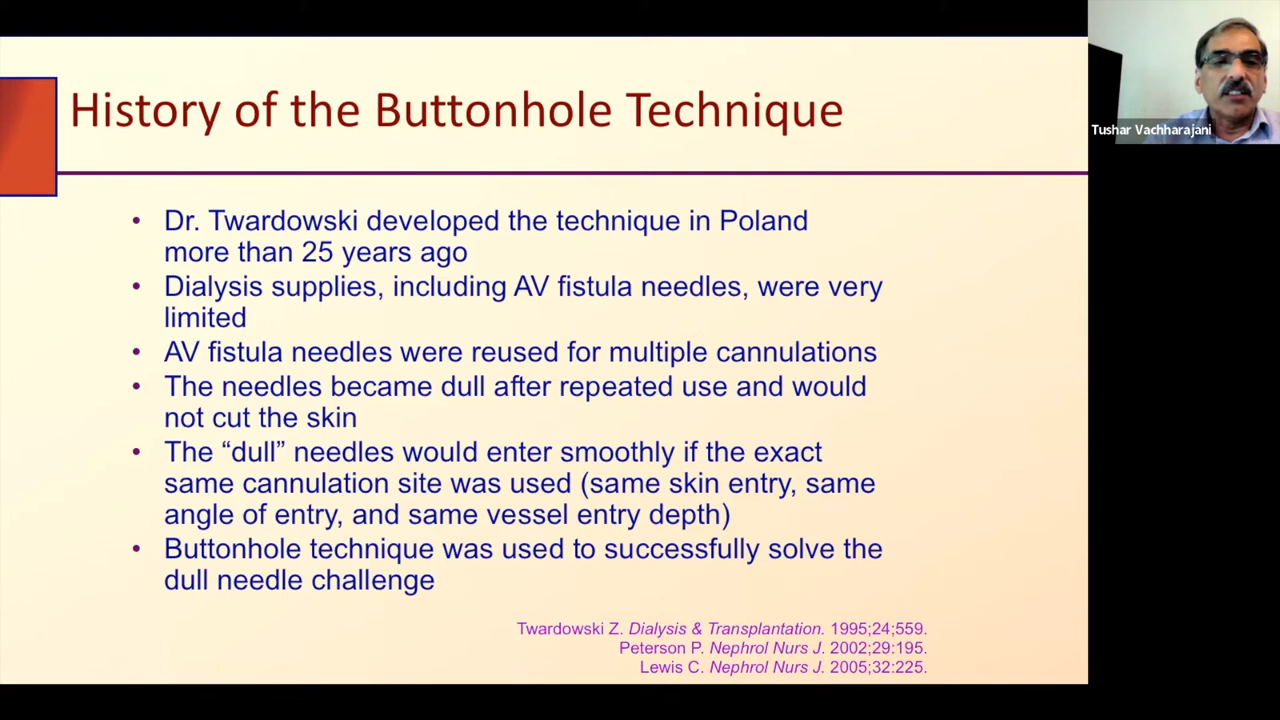 History of the Buttonhole Technique
Tushar Vachharajani
• Dr. Twardowski developed the technique in Poland
more than 25 years ago
• Dialysis supplies, including AV fistula needles, were very
limited
• AV fistula needles were reused for multiple cannulations
• The needles became dull after repeated use and would
not cut the skin
• The “dull” needles would enter smoothly if the exact
same cannulation site was used (same skin entry, same
angle of entry, and same vessel entry depth)
• Buttonhole technique was used to successfully solve the
dull needle challenge
Twardowski Z. Dialysis & Transplantation. 1995;24;559.
Peterson P. Nephrol Nurs J. 2002;29:195.
Lewis C. Nephrol Nurs J. 2005;32:225.